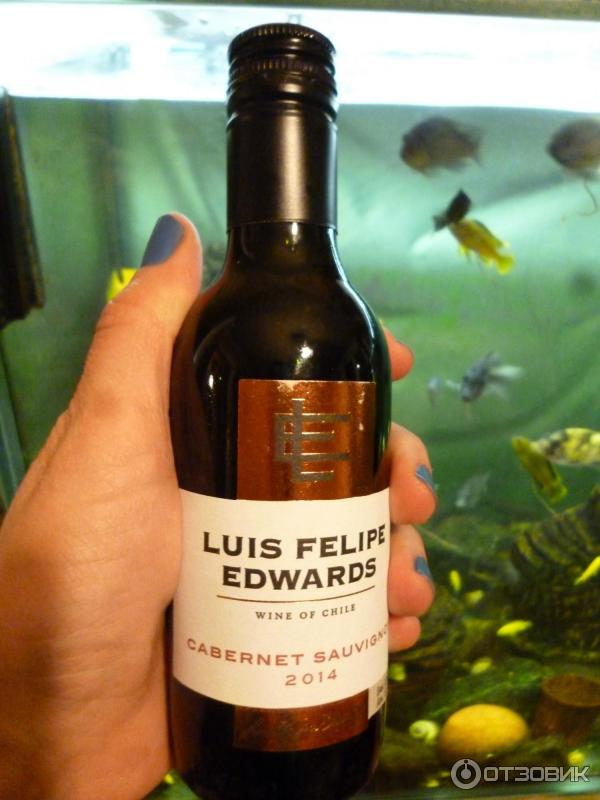 LUIS FELIPE
EDWARDS
WINE OF CHILE
CABERNET SAUVIGNO
2014
ОТЗОВИК